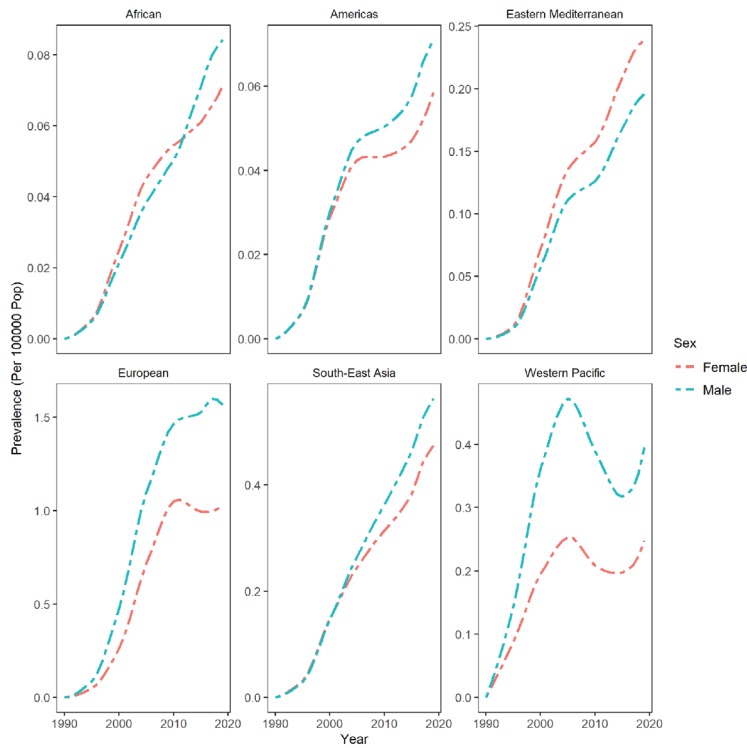 African
Americas
Eastern Mediterranean
0.08
0.06
0.04
0.02
0.00
0.06
0.04
0.02
0.00
0.25
0.20
0.15
0.10
0.05
0.00
Prevalence (Per 100000 Pop)
Sex
Female
Male
European
South-East Asia
Western Pacific
1.5
1.0
0.5
0.0
0.4
0.2
0.0
0.4
0.3
0.2
0.1
0.0
1990 2000 2010 2020
1990 2000 2010 2020
1990 2000 2010 2020
Year